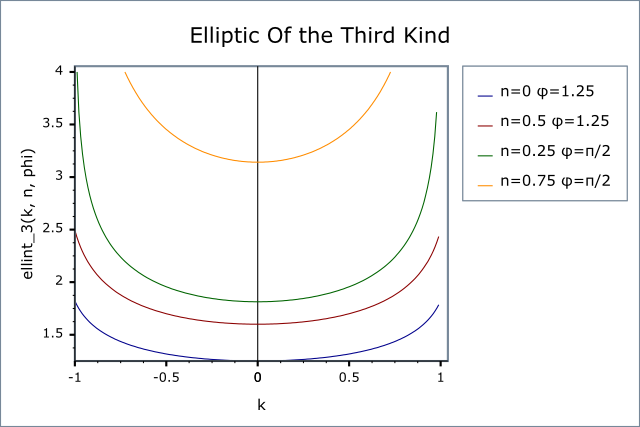 Elliptic Of the Third Kind
n=0 φ=1.25
n=0.5 φ=1.25
n=0.25 φ=π/2
n=0.75 φ=π/2
ellint_3(k, n, phi)
4
3.5
3
2.5
2
1.5
-1 -0.5 0 0.5 1
k